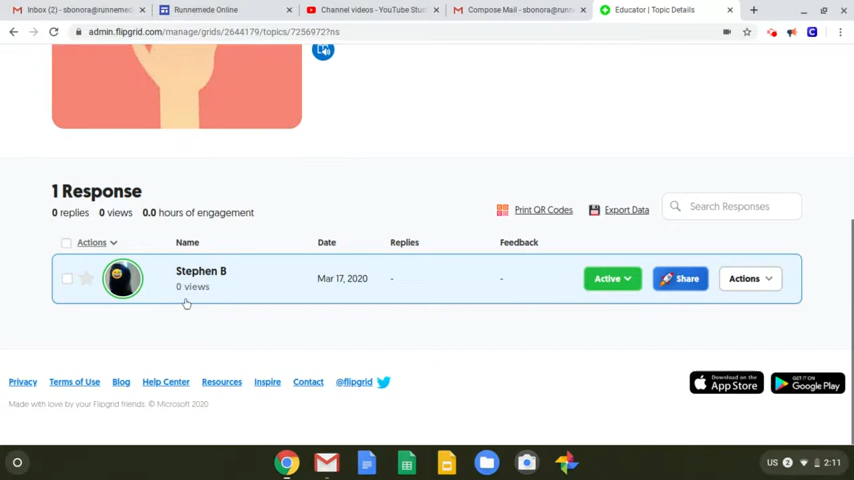 Inbox (2) - sbonora@runnemed
Runnemede Online
Channel videos - YouTube Stu
Compose Mail - sbonora@runn
Educator | Topic Details
admin.flipgrid.com/manage/grids/2644179/topics/7256972?ns
1 Response
0 replies 0 views 0.0 hours of engagement
Print QR Codes
Export Data
Search Responses
Actions
Name
Date
Replies
Feedback
Stephen B
0 views
Mar 17, 2020
-
-
Active
Share
Actions
Privacy Terms of Use Blog Help Center Resources Inspire Contact @flipgrid
Download on the
App Store
GET IT ON
Google Play
Made with love by your Flipgrid friends. © Microsoft 2020
US 2 2:11